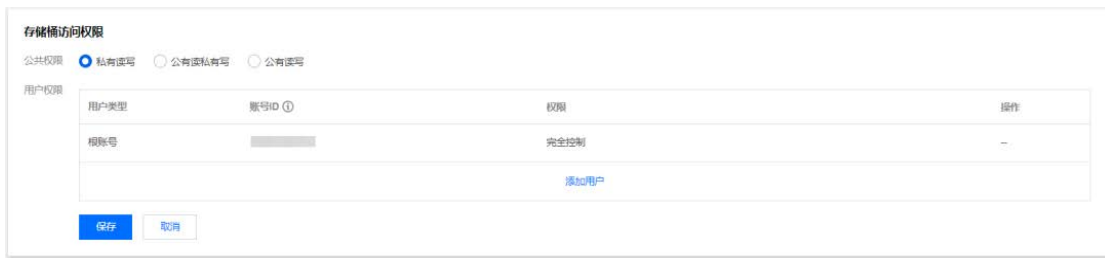 存储桶访问权限
公共权限 私有读写 公有读私有写 公有读写
用户权限
用户类型 账号ID 权限 操作
根账号 完全控制 --
添加用户
保存 取消